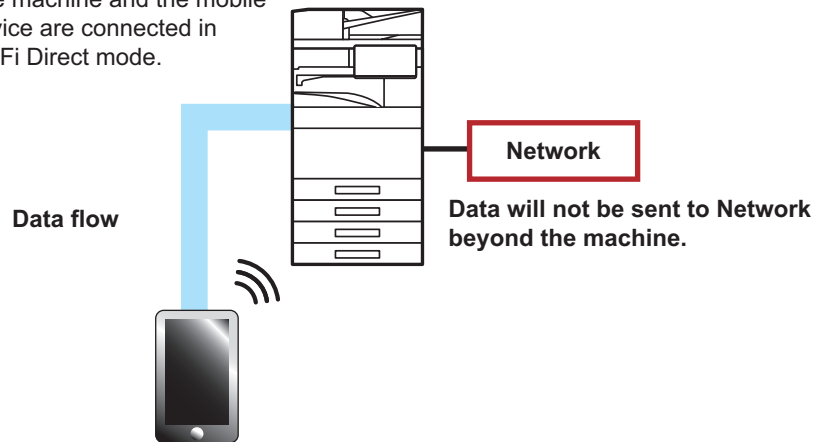 machine and the mobile
vice are connected in
Fi Direct mode.
Network
Data flow
Data will not be sent to Network
beyond the machine.